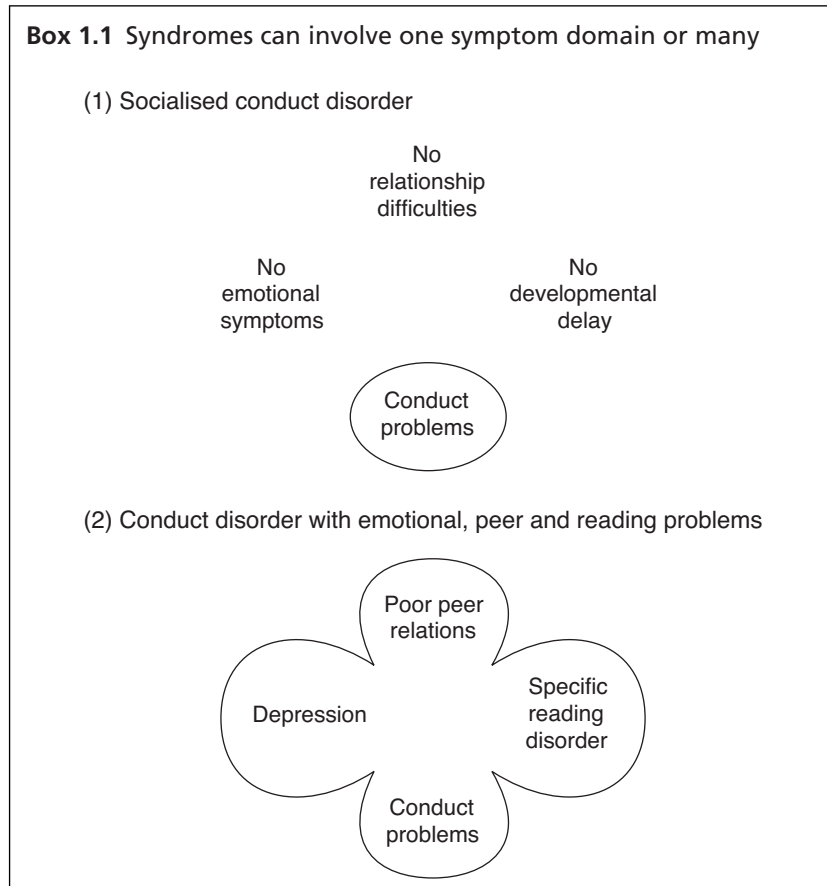 Box 1.1 Syndromes can involve one symptom domain or many
(1) Socialised conduct disorder
No
relationship
difficulties
No
emotional
symptoms
No
developmental
delay
Conduct
problems
(2) Conduct disorder with emotional, peer and reading problems
Poor peer
relations
Depression
Specific
reading
disorder
Conduct
problems